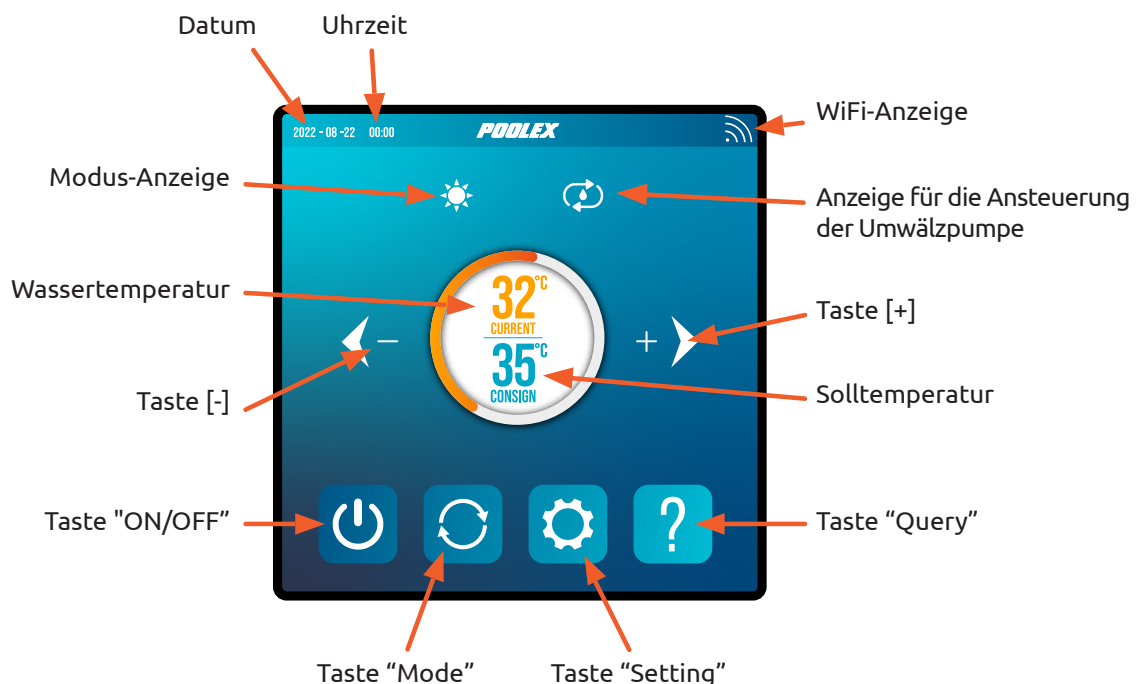 Datum
Uhrzeit
2022 - 08 -22 00:00
POOLEX
WiFi-Anzeige
Modus-Anzeige
Anzeige für die Ansteuerung
der Umwälzpumpe
Wassertemperatur
32°C
CURRENT
Taste [+]
−
+
35°C
CONSIGN
Taste [-]
Solltemperatur
Taste "ON/OFF”
?
Taste “Query”
Taste “Mode”
Taste “Setting”